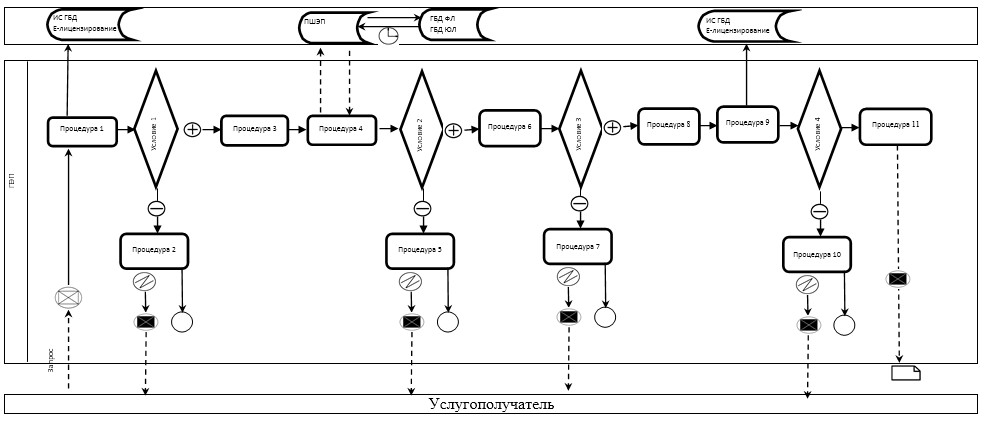 ИС ГБД
Е-лицензирование
ПШЭП
ГБД ФЛ
ГБД ЮЛ
ИС ГБД
Е-лицензирование
ПЭП
Процедура 1
Условие 1
Процедура 3
Процедура 4
Условие 2
Процедура 6
Условие 3
Процедура 8
Процедура 9
Условие 4
Процедура 11
Процедура 2
Процедура 5
Процедура 7
Процедура 10
Запрос
Услугополучатель